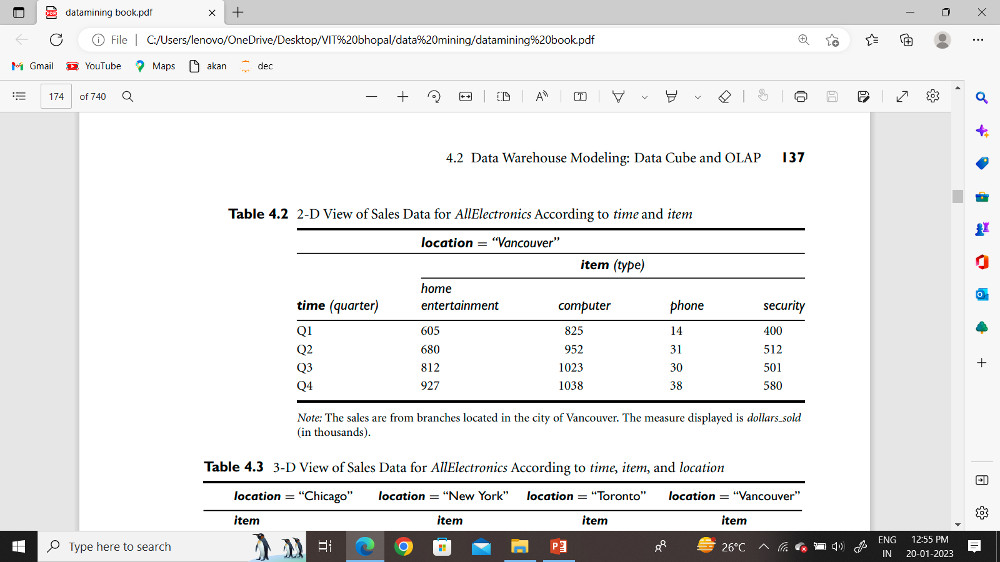 datamining book.pdf
File C:/Users/lenovo/OneDrive/Desktop/VIT%20bhopal/data%20mining/datamining%20book.pdf
Gmail YouTube Maps akan dec
174 of 740
4.2 Data Warehouse Modeling: Data Cube and OLAP 137
Table 4.2 2-D View of Sales Data for AllElectronics According to time and item
location = “Vancouver”
item (type)
home
time (quarter) entertainment computer phone security
Q1 605 825 14 400
Q2 680 952 31 512
Q3 812 1023 30 501
Q4 927 1038 38 580
Note: The sales are from branches located in the city of Vancouver. The measure displayed is dollars_sold
(in thousands).
Table 4.3 3-D View of Sales Data for AllElectronics According to time, item, and location
location = “Chicago” location = “New York” location = “Toronto” location = “Vancouver”
item item item item
Type here to search
26°C
ENG
IN
12:55 PM
20-01-2023